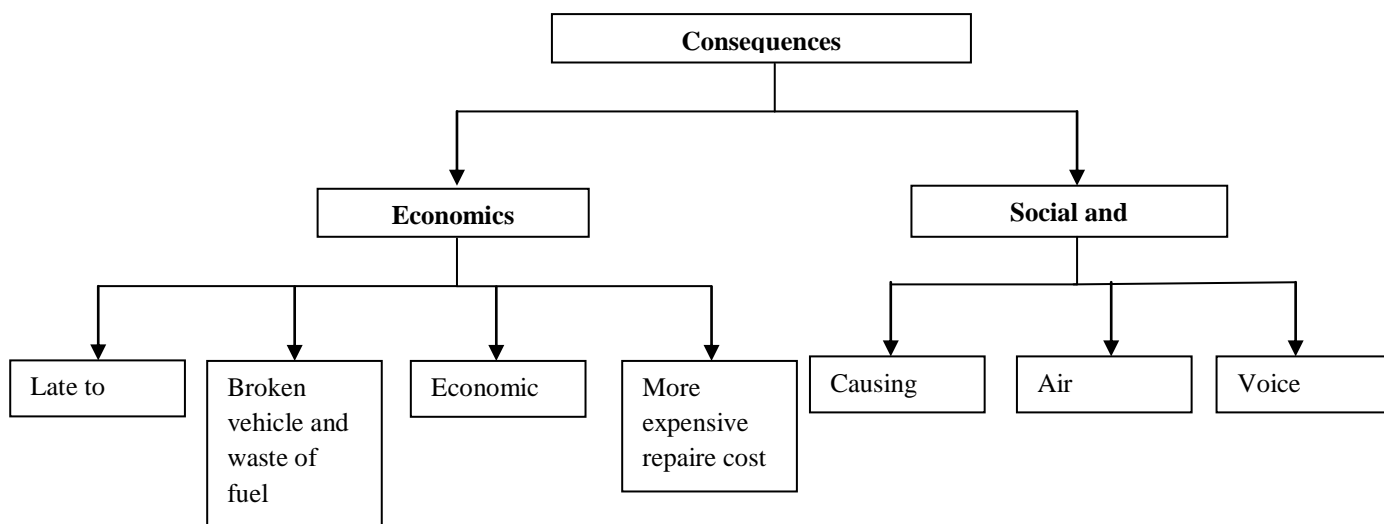 Consequences
Economics
Social and
Late to
Broken
vehicle and
waste of
fuel
Economic
More
expensive
repaire cost
Causing
Air
Voice